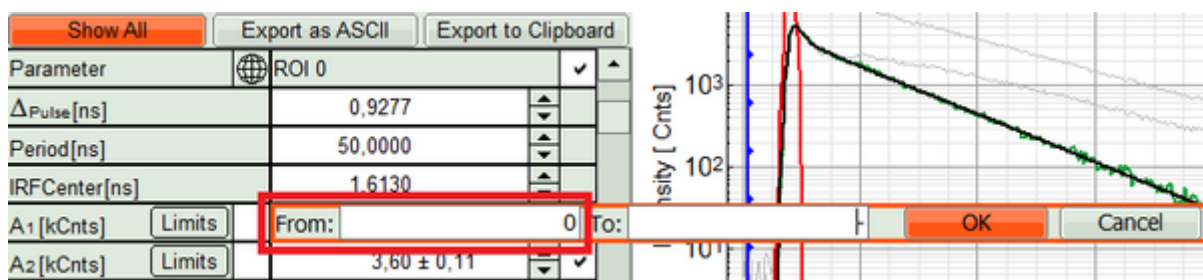 Show All Export as ASCII Export to Clipboard
Parameter ROI 0
ΔPulse[ns] 0,9277
Period[ns] 50,0000
IRFCenter[ns] 1,6130
A1[kCnts] Limits From: 0 To: OK Cancel
A2[kCnts] Limits 3,60 ± 0,11
10³
10²
10¹
[ Cnts]